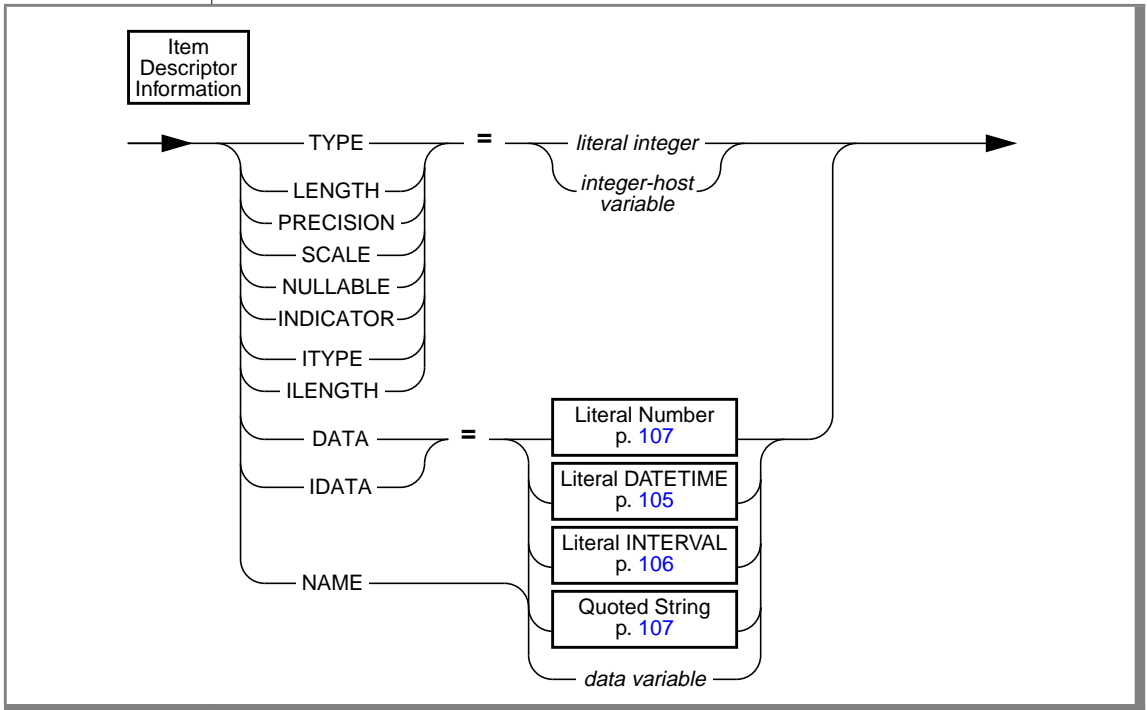 Item
Descriptor
Information
TYPE = literal integer
LENGTH
integer-host
variable
PRECISION
SCALE
NULLABLE
INDICATOR
ITYPE
ILENGTH
DATA =
Literal Number
p. 107
IDATA
Literal DATETIME
p. 105
Literal INTERVAL
p. 106
NAME
Quoted String
p. 107
data variable